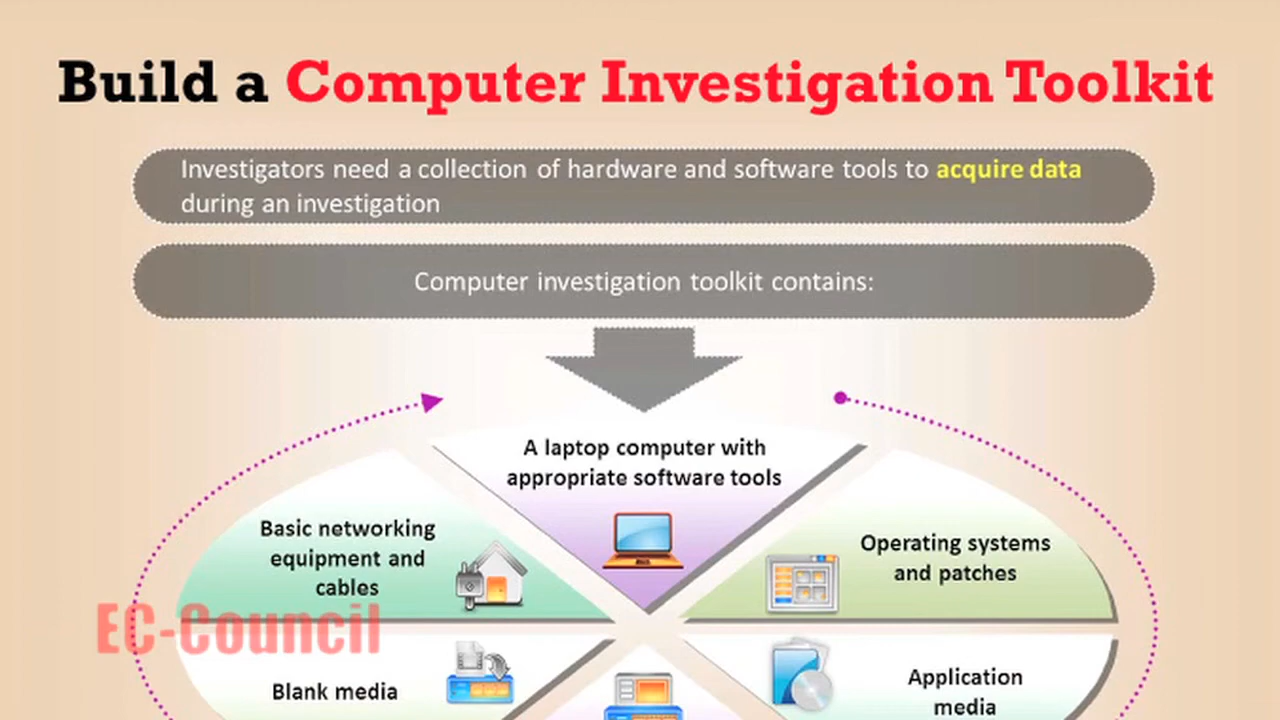 Build a Computer Investigation Toolkit
Investigators need a collection of hardware and software tools to acquire data
during an investigation
Computer investigation toolkit contains:
A laptop computer with
appropriate software tools
Basic networking
equipment and
cables
Operating systems
and patches
EC-Council
Blank media
Application
media